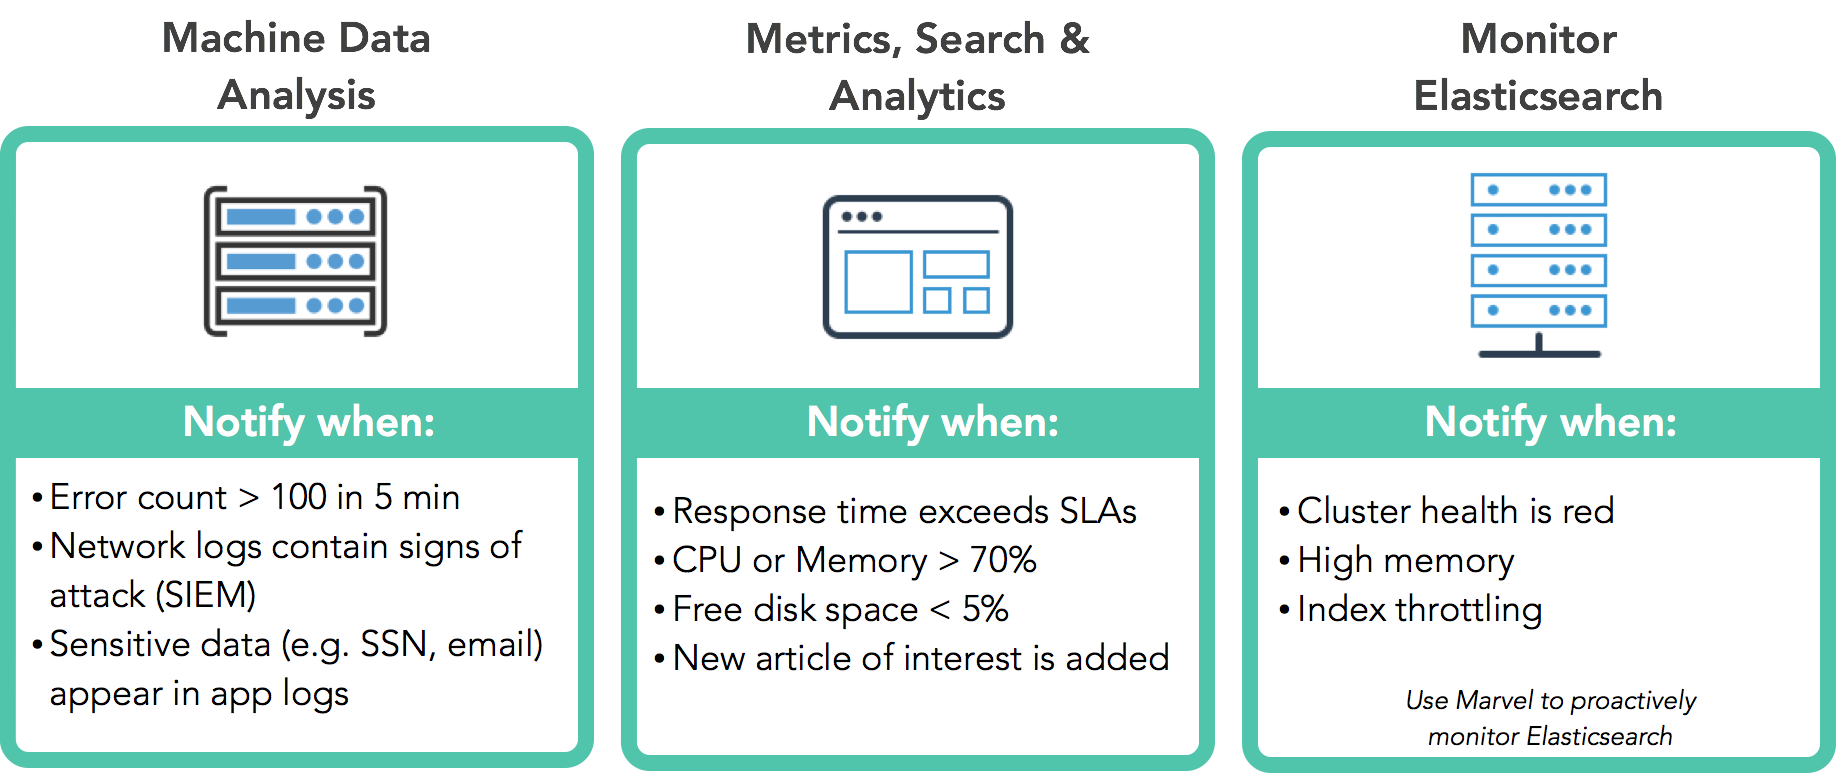 Machine Data
Analysis
Notify when:
• Error count > 100 in 5 min
• Network logs contain signs of
attack (SIEM)
• Sensitive data (e.g. SSN, email)
appear in app logs
Metrics, Search &
Analytics
Notify when:
• Response time exceeds SLAs
• CPU or Memory > 70%
• Free disk space < 5%
• New article of interest is added
Monitor
Elasticsearch
Notify when:
• Cluster health is red
• High memory
• Index throttling
Use Marvel to proactively
monitor Elasticsearch